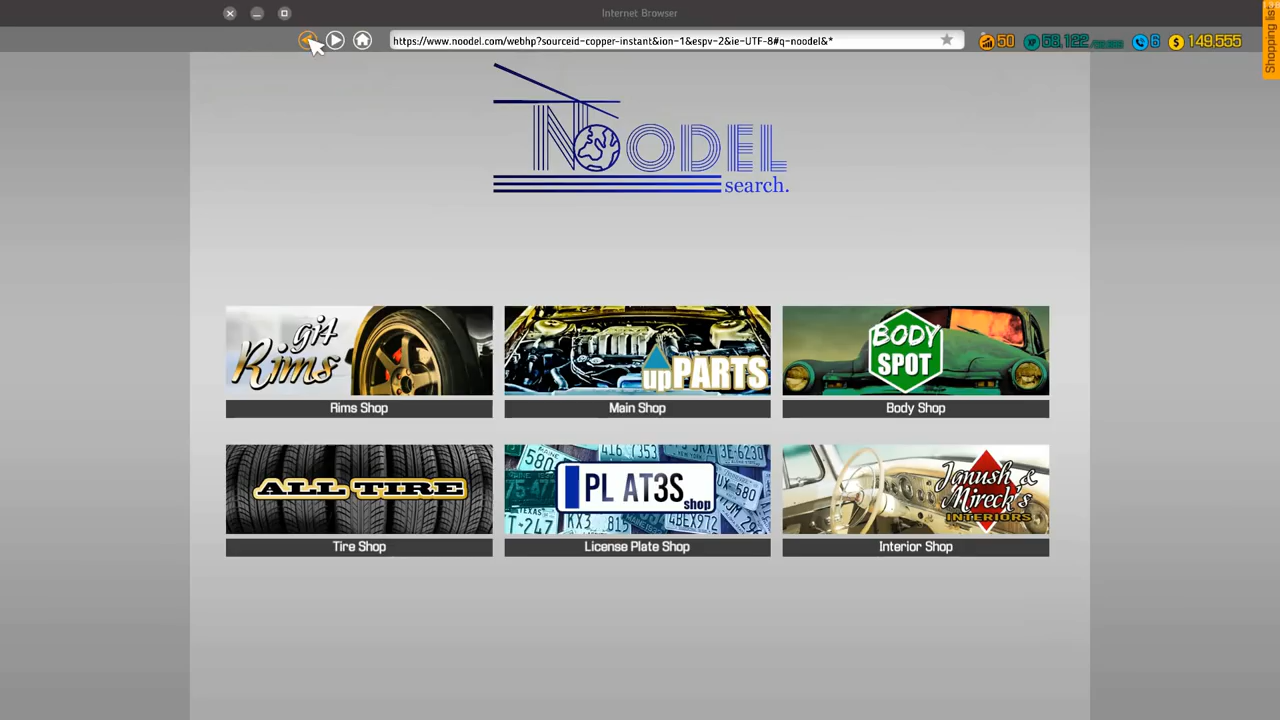 Internet Browser
https://www.noodel.com/webhp?sourceid-copper-instant&ion-1&espv-2&ie-UTF-8#q-noodel&*
50
XP 58,122
6
$ 149,555
Shopping list
NOODEL
search.
git
Rims
upPARTS
BODY
SPOT
Rims Shop
Main Shop
Body Shop
ALL TIRE
PL AT3S
shop
Janush &
Mireck's
INTERIORS
Tire Shop
License Plate Shop
Interior Shop